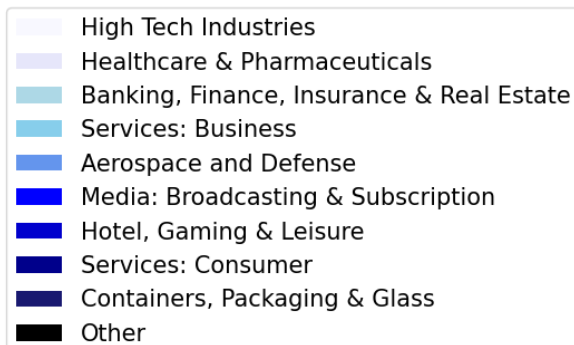 High Tech Industries
Healthcare & Pharmaceuticals
Banking, Finance, Insurance & Real Estate
Services: Business
Aerospace and Defense
Media: Broadcasting & Subscription
Hotel, Gaming & Leisure
Services: Consumer
Containers, Packaging & Glass
Other